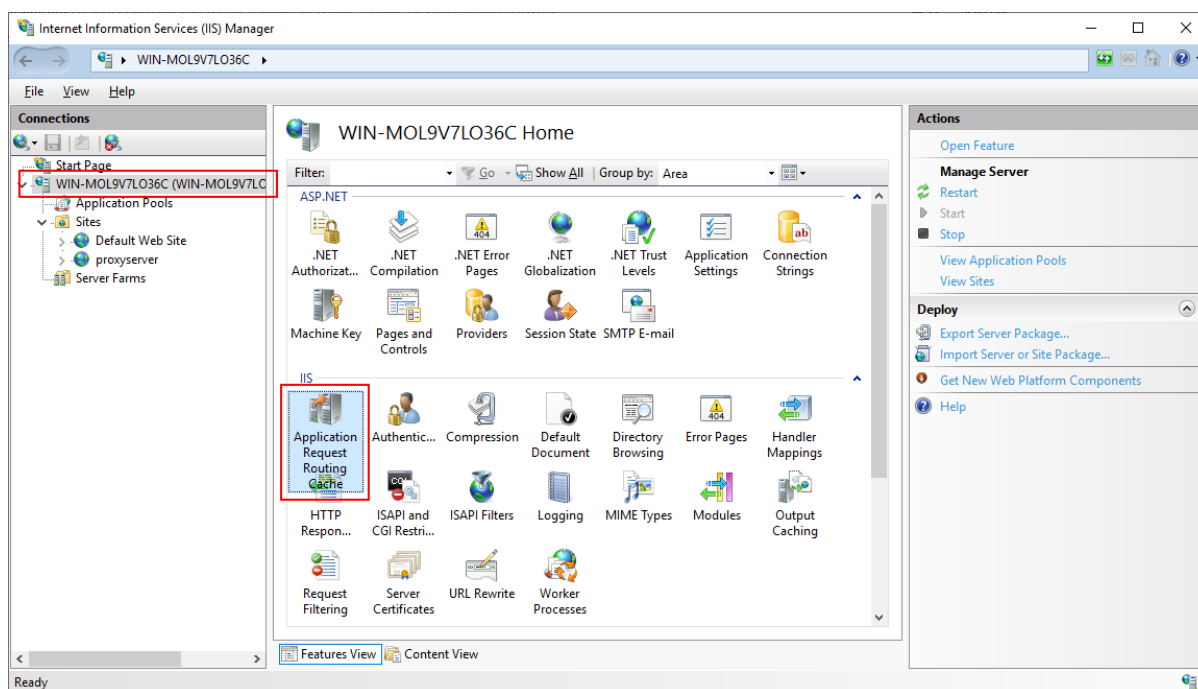 Internet Information Services (IIS) Manager
WIN-MOL9V7LO36C
File View Help
Connections
Start Page
WIN-MOL9V7LO36C (WIN-MOL9V7LO
Application Pools
Sites
Default Web Site
proxyserver
Server Farms
WIN-MOL9V7LO36C Home
Filter: Go Show All Group by: Area
ASP.NET
.NET Authorizat...
.NET Compilation
.NET Error Pages
.NET Globalization
.NET Trust Levels
Application Settings
Connection Strings
Machine Key
Pages and Controls
Providers
Session State
SMTP E-mail
IIS
Application Request Routing Cache
Authentic...
Compression
Default Document
Directory Browsing
Error Pages
Handler Mappings
HTTP Respon...
ISAPI and CGI Restri...
ISAPI Filters
Logging
MIME Types
Modules
Output Caching
Request Filtering
Server Certificates
URL Rewrite
Worker Processes
Features View Content View
Actions
Open Feature
Manage Server
Restart
Start
Stop
View Application Pools
View Sites
Deploy
Export Server Package...
Import Server or Site Package...
Get New Web Platform Components
Help
Ready